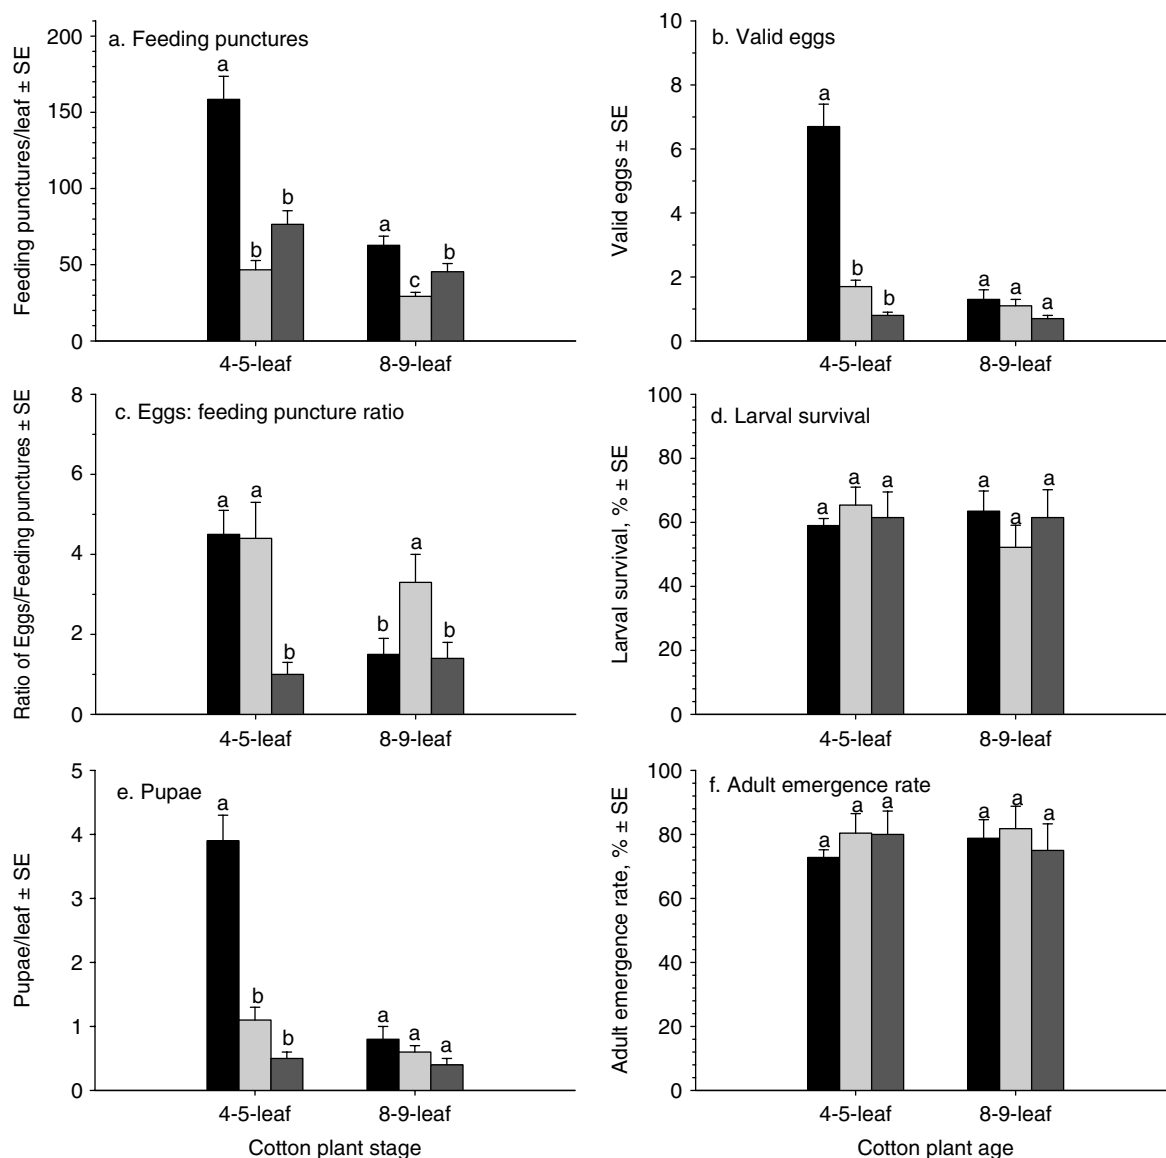 a. Feeding punctures
Feeding punctures/leaf ± SE
200
150
100
50
0
a
b
b
a
c
b
4-5-leaf
8-9-leaf
b. Valid eggs
Valid eggs ± SE
10
8
6
4
2
0
a
b
b
a
a
a
4-5-leaf
8-9-leaf
c. Eggs: feeding puncture ratio
Ratio of Eggs/Feeding punctures ± SE
8
6
4
2
0
a
a
b
b
a
b
4-5-leaf
8-9-leaf
d. Larval survival
Larval survival, % ± SE
100
80
60
40
20
0
a
a
a
a
a
a
4-5-leaf
8-9-leaf
e. Pupae
Pupae/leaf ± SE
5
4
3
2
1
0
a
b
b
a
a
a
4-5-leaf
8-9-leaf
Cotton plant stage
f. Adult emergence rate
Adult emergence rate, % ± SE
100
80
60
40
20
0
a
a
a
a
a
a
4-5-leaf
8-9-leaf
Cotton plant age